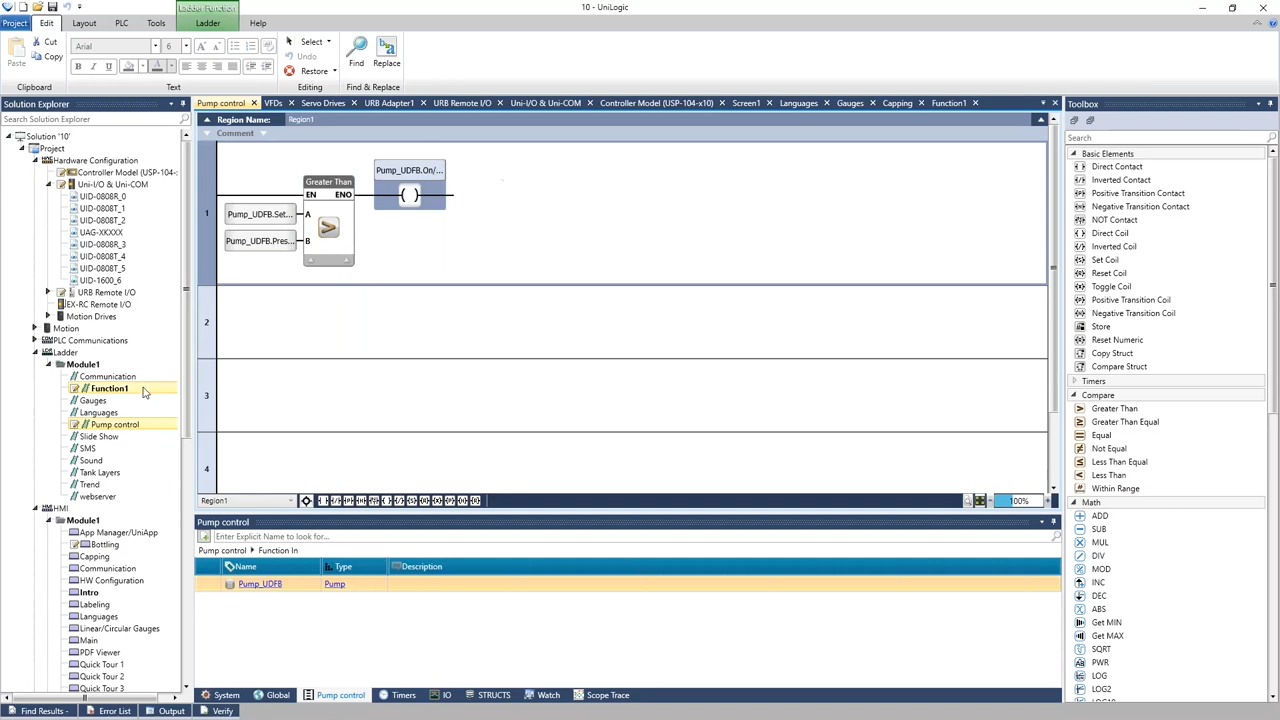 10 - UniLogic
Ladder Function
Project Edit Layout PLC Tools Ladder Help
Paste
Cut
Copy
Clipboard
Arial 6
B I U A
Text
Select
Undo
Restore
Editing
Find
Replace
Find & Replace
Solution Explorer
Search Solution Explorer
Solution '10'
Project
Hardware Configuration
Controller Model (USP-104-
Uni-I/O & Uni-COM
UID-0808R_0
UID-0808T_1
UID-0808T_2
UAG-XKXXX
UID-0808R_3
UID-0808T_4
UID-0808T_5
UID-1600_6
URB Remote I/O
EX-RC Remote I/O
Motion Drives
Motion
PLC Communications
Ladder
Module1
Communication
Function1
Gauges
Languages
Pump control
Slide Show
SMS
Sound
Tank Layers
Trend
webserver
HMI
Module1
App Manager/UniApp
Bottling
Capping
Communication
HW Configuration
Intro
Labeling
Languages
Linear/Circular Gauges
Main
PDF Viewer
Quick Tour 1
Quick Tour 2
Quick Tour 3
Find Results - Error List Output Verify
Pump control VFDs Servo Drives URB Adapter1 URB Remote I/O Uni-I/O & Uni-COM Controller Model (USP-104-x10) Screen1 Languages Gauges Capping Function1
Region Name: Region1
Comment
1
Greater Than
EN ENO
Pump_UDFB.Set... A
Pump_UDFB.Pres... B
>
Pump_UDFB.On/...
( )
2
3
4
Region1
100%
Pump control
Enter Explicit Name to look for...
Pump control Function In
Name Type Description
Pump_UDFB Pump
System Global Pump control Timers IO STRUCTS Watch Scope Trace
Toolbox
Search
Basic Elements
Direct Contact
Inverted Contact
Positive Transition Contact
Negative Transition Contact
NOT Contact
Direct Coil
Inverted Coil
Set Coil
Reset Coil
Toggle Coil
Positive Transition Coil
Negative Transition Coil
Store
Reset Numeric
Copy Struct
Compare Struct
Timers
Compare
Greater Than
Greater Than Equal
Equal
Not Equal
Less Than Equal
Less Than
Within Range
Math
ADD
SUB
MUL
DIV
MOD
INC
DEC
ABS
Get MIN
Get MAX
SQRT
PWR
LOG
LOG2